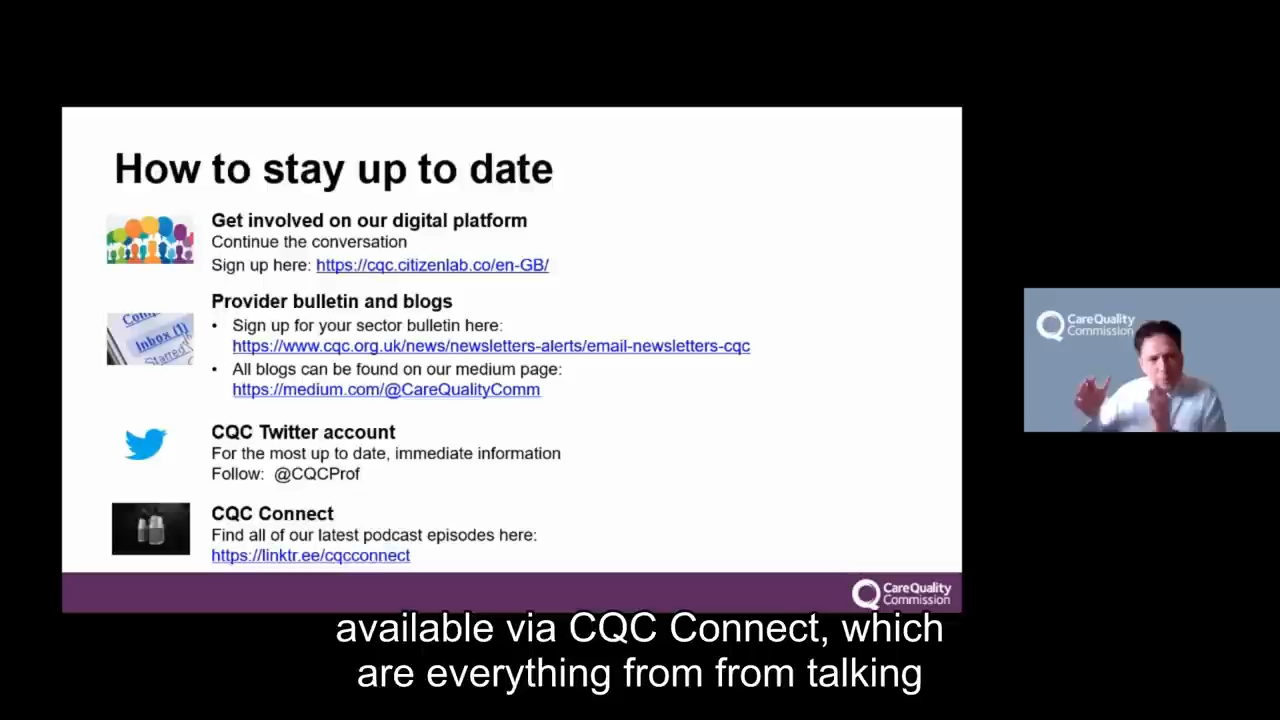 How to stay up to date
Get involved on our digital platform
Continue the conversation
Sign up here: https://cqc.citizenlab.co/en-GB/
Inbox (1)
Provider bulletin and blogs
• Sign up for your sector bulletin here:
https://www.cqc.org.uk/news/newsletters-alerts/email-newsletters-cqc
• All blogs can be found on our medium page:
https://medium.com/@CareQualityComm
CQC Twitter account
For the most up to date, immediate information
Follow: @CQCProf
CQC Connect
Find all of our latest podcast episodes here:
https://linktr.ee/cqcconnect
CareQuality
Commission
CareQuality
Commission
available via CQC Connect, which
are everything from from talking